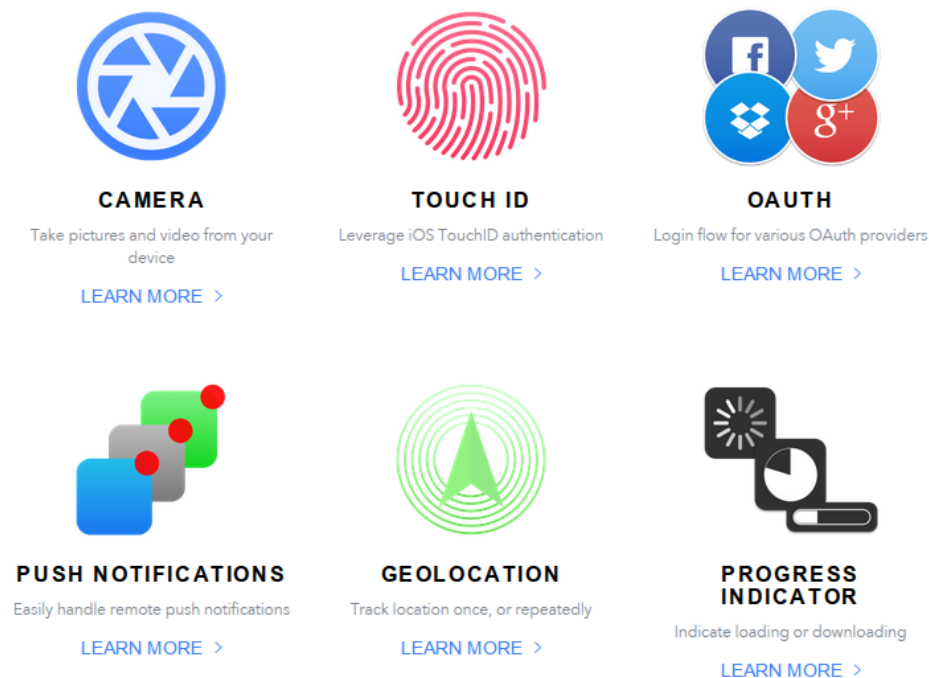 f
g+
CAMERA
Take pictures and video from your
device
LEARN MORE >
TOUCH ID
Leverage iOS TouchID authentication
LEARN MORE >
OAUTH
Login flow for various OAuth providers
LEARN MORE >
PUSH NOTIFICATIONS
Easily handle remote push notifications
LEARN MORE >
GEOLOCATION
Track location once, or repeatedly
LEARN MORE >
PROGRESS
INDICATOR
Indicate loading or downloading
LEARN MORE >